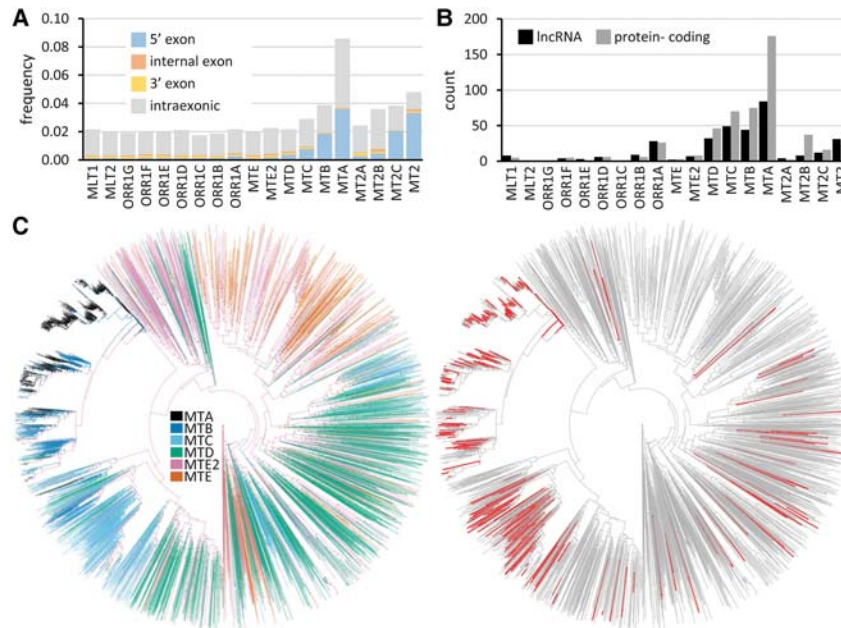 A
0.10
0.08
0.06
0.04
0.02
0.00
frequency
5' exon
internal exon
3' exon
intraexonic
MLT1
MLT2
ORR1G
ORR1F
ORR1E
ORR1D
ORR1C
ORR1B
ORR1A
MTE
MTE2
MTD
MTC
MTB
MTA
MT2A
MT2B
MT2C
MT2
B
200
150
100
50
0
count
lncRNA
protein- coding
MLT1
MLT2
ORR1G
ORR1F
ORR1E
ORR1D
ORR1C
ORR1B
ORR1A
MTE
MTE2
MTD
MTC
MTB
MTA
MT2A
MT2B
MT2C
MT2
C
MTA
MTB
MTC
MTD
MTE2
MTE